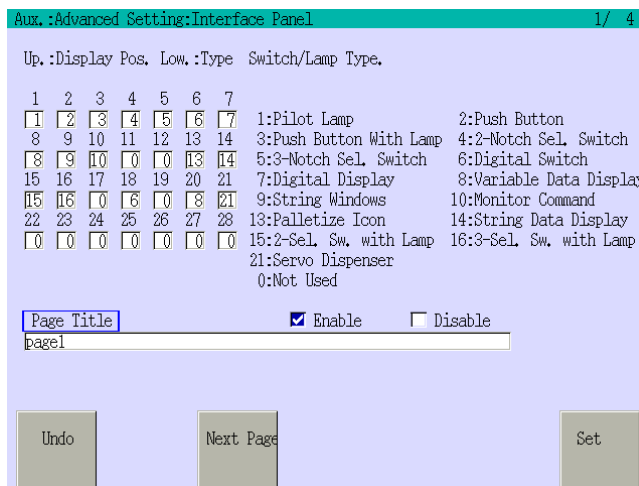 Aux.:Advanced Setting:Interface Panel 1/ 4
Up.:Display Pos. Low.:Type Switch/Lamp Type.
1 2 3 4 5 6 7
1 2 3 4 5 6 7 1:Pilot Lamp 2:Push Button
8 9 10 11 12 13 14 3:Push Button With Lamp 4:2-Notch Sel. Switch
8 9 10 0 0 13 14 5:3-Notch Sel. Switch 6:Digital Switch
15 16 17 18 19 20 21 7:Digital Display 8:Variable Data Display
15 16 0 6 0 8 21 9:String Windows 10:Monitor Command
22 23 24 25 26 27 28 13:Palletize Icon 14:String Data Display
0 0 0 0 0 0 0 15:2-Sel. Sw. with Lamp 16:3-Sel. Sw. with Lamp
21:Servo Dispenser
0:Not Used
Page Title Enable Disable
page1
Undo Next Page Set